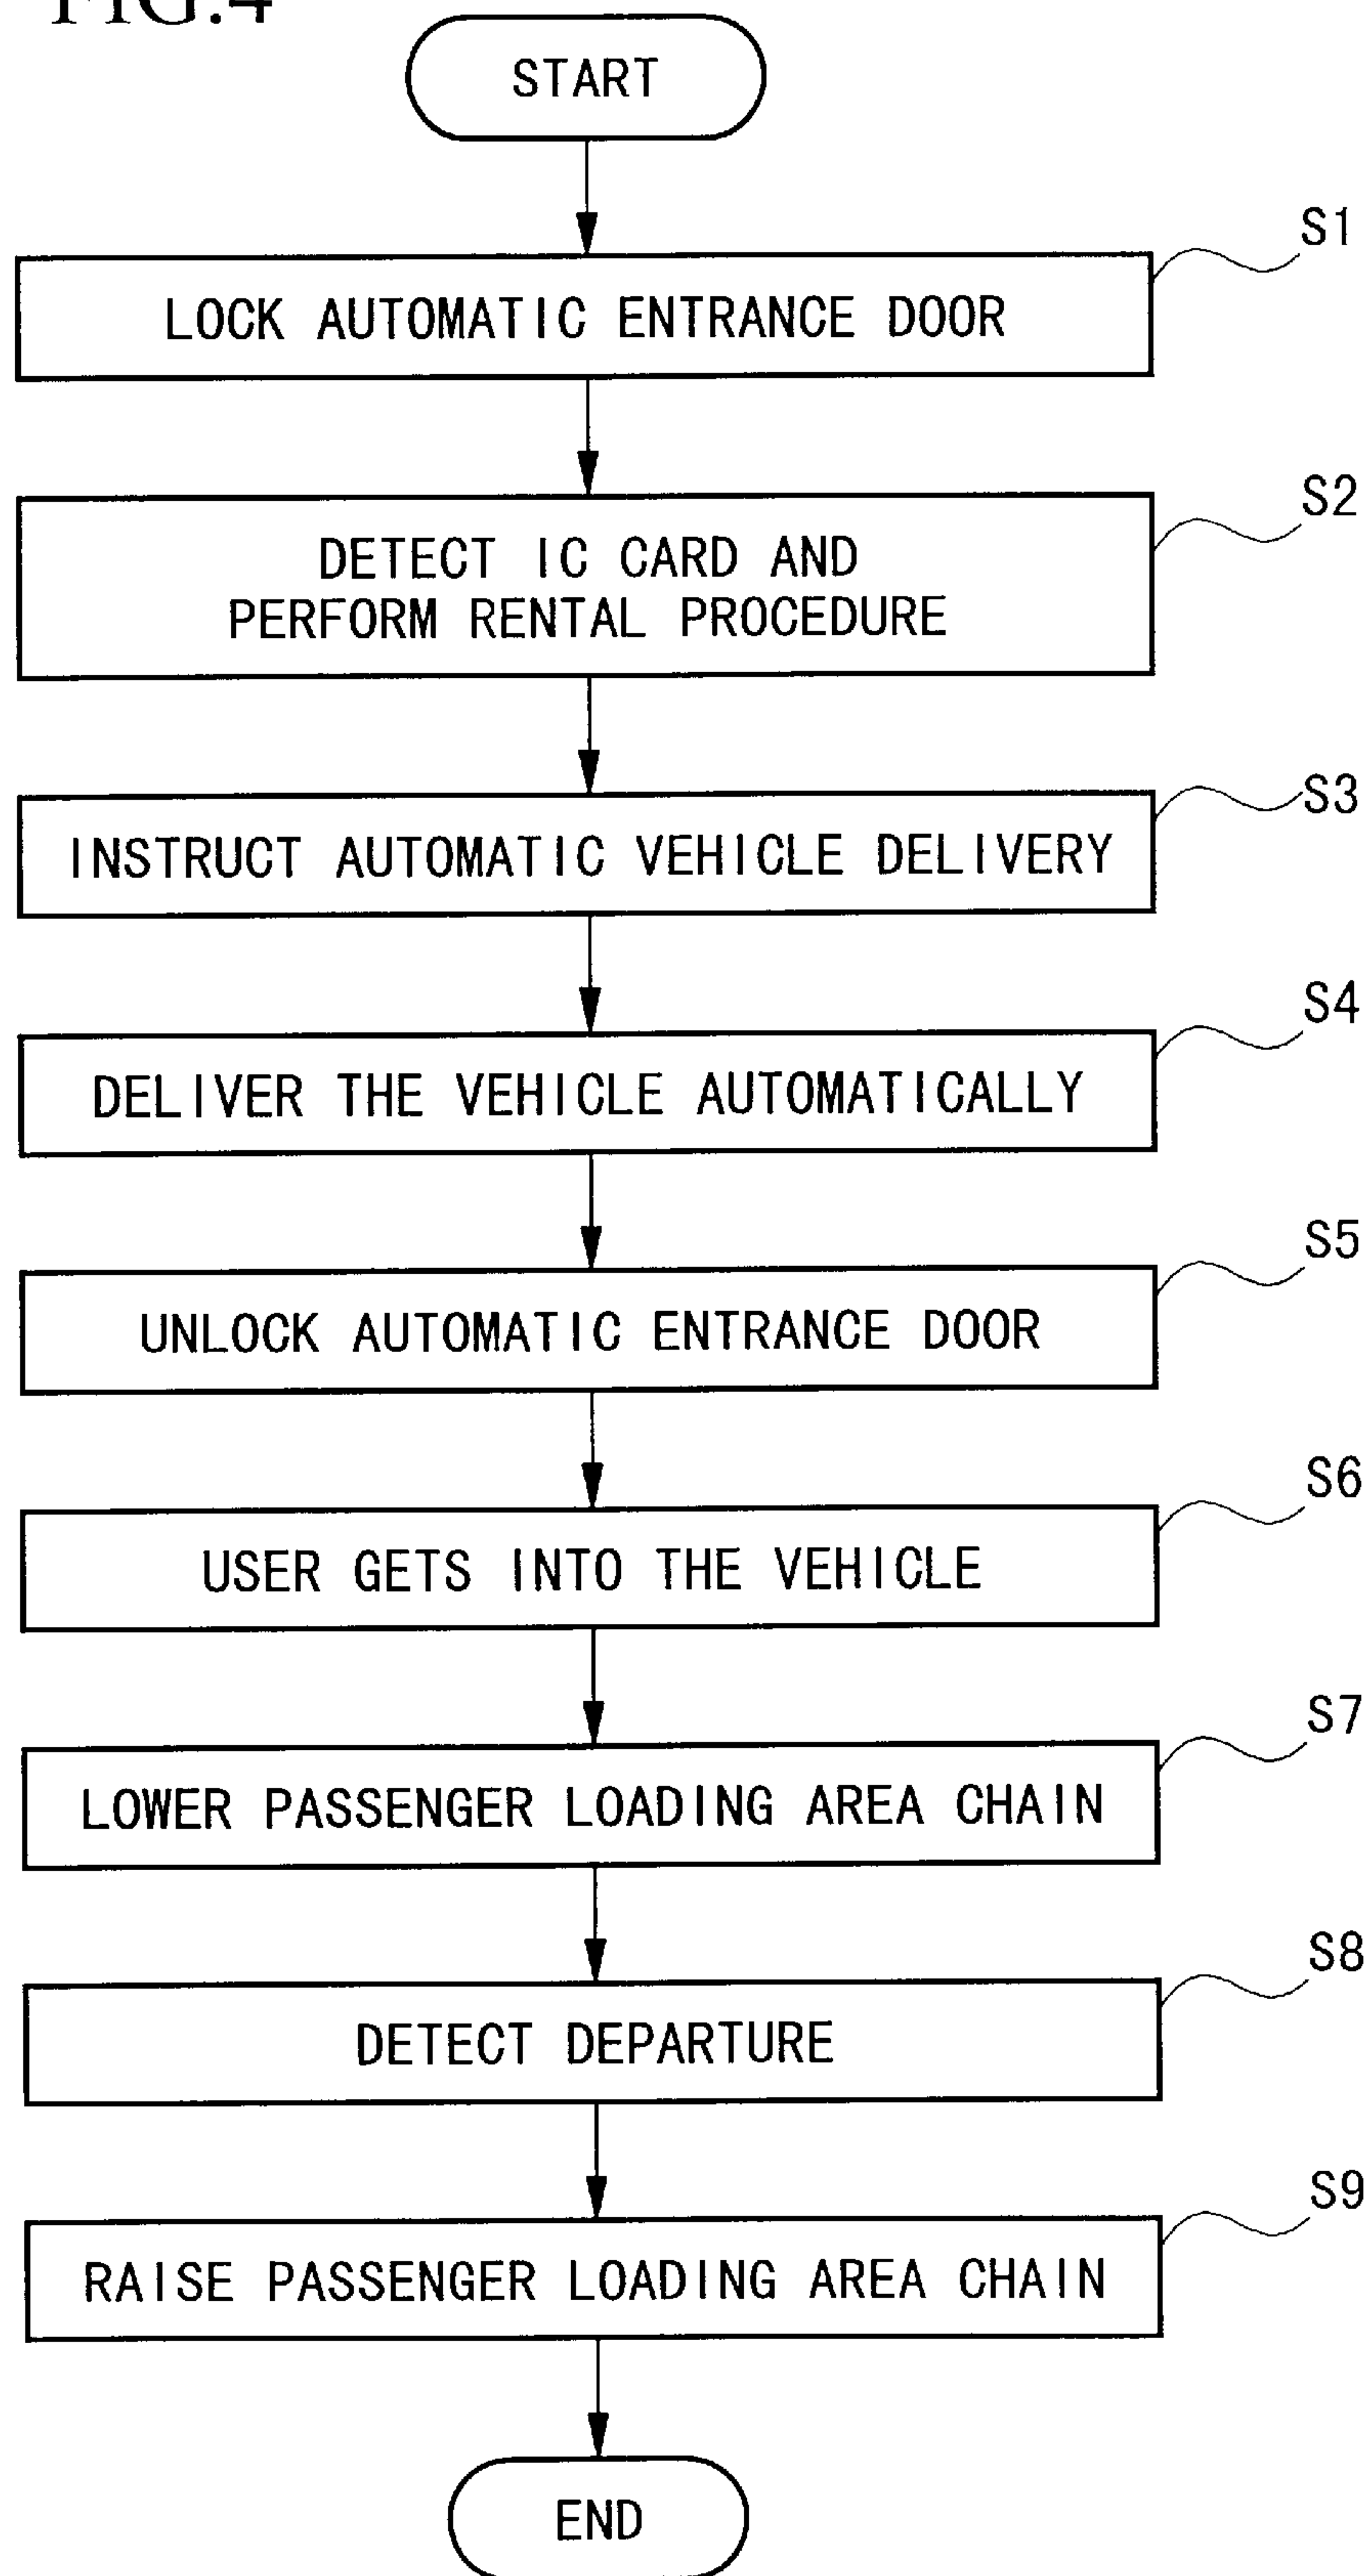 FIG.4
START
S1
LOCK AUTOMATIC ENTRANCE DOOR
S2
DETECT IC CARD AND
PERFORM RENTAL PROCEDURE
S3
INSTRUCT AUTOMATIC VEHICLE DELIVERY
S4
DELIVER THE VEHICLE AUTOMATICALLY
S5
UNLOCK AUTOMATIC ENTRANCE DOOR
S6
USER GETS INTO THE VEHICLE
S7
LOWER PASSENGER LOADING AREA CHAIN
S8
DETECT DEPARTURE
S9
RAISE PASSENGER LOADING AREA CHAIN
END